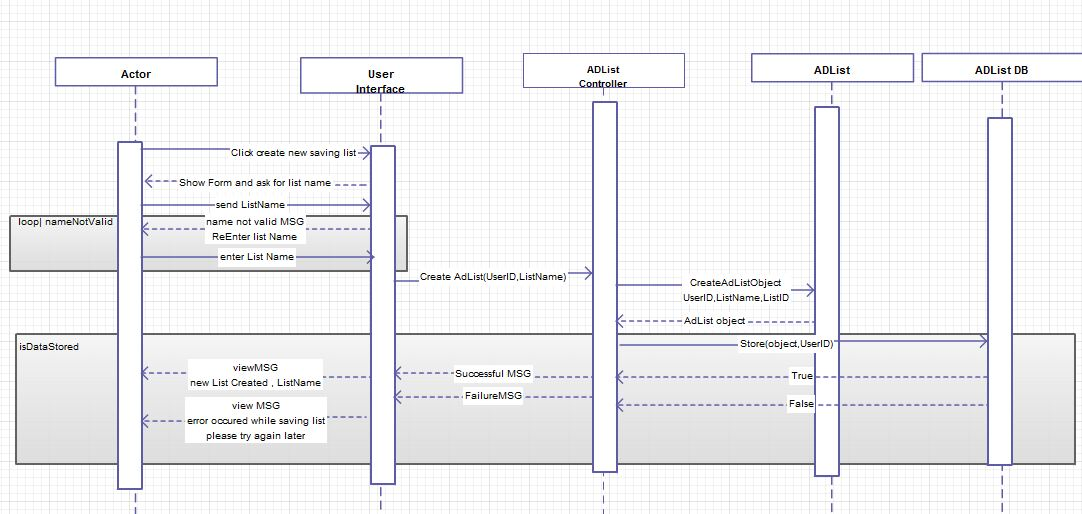 Actor
User
Interface
ADList
Controller
ADList
ADList DB
Click create new saving list
Show Form and ask for list name
send ListName
loop| nameNotValid
name not valid MSG
ReEnter list Name
enter List Name
Create AdList(UserID,ListName)
CreateAdListObject
UserID,ListName,ListID
AdList object
isDataStored
Store(object,UserID)
viewMSG
new List Created , ListName
Successful MSG
True
FailureMSG
False
view MSG
error occured while saving list
please try again later